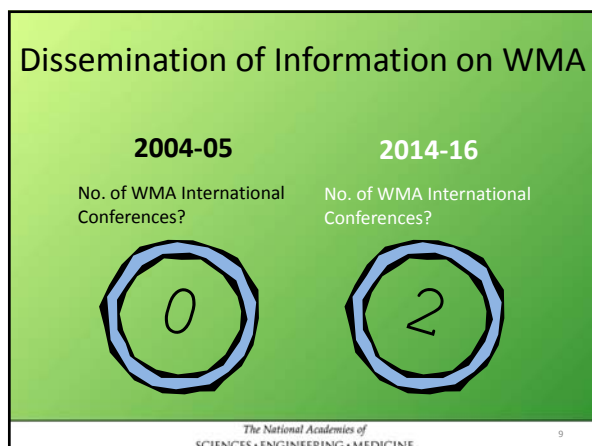 Dissemination of Information on WMA
2004-05
No. of WMA International
Conferences?
0
2014-16
No. of WMA International
Conferences?
2
The National Academies of
SCIENCES • ENGINEERING • MEDICINE
9